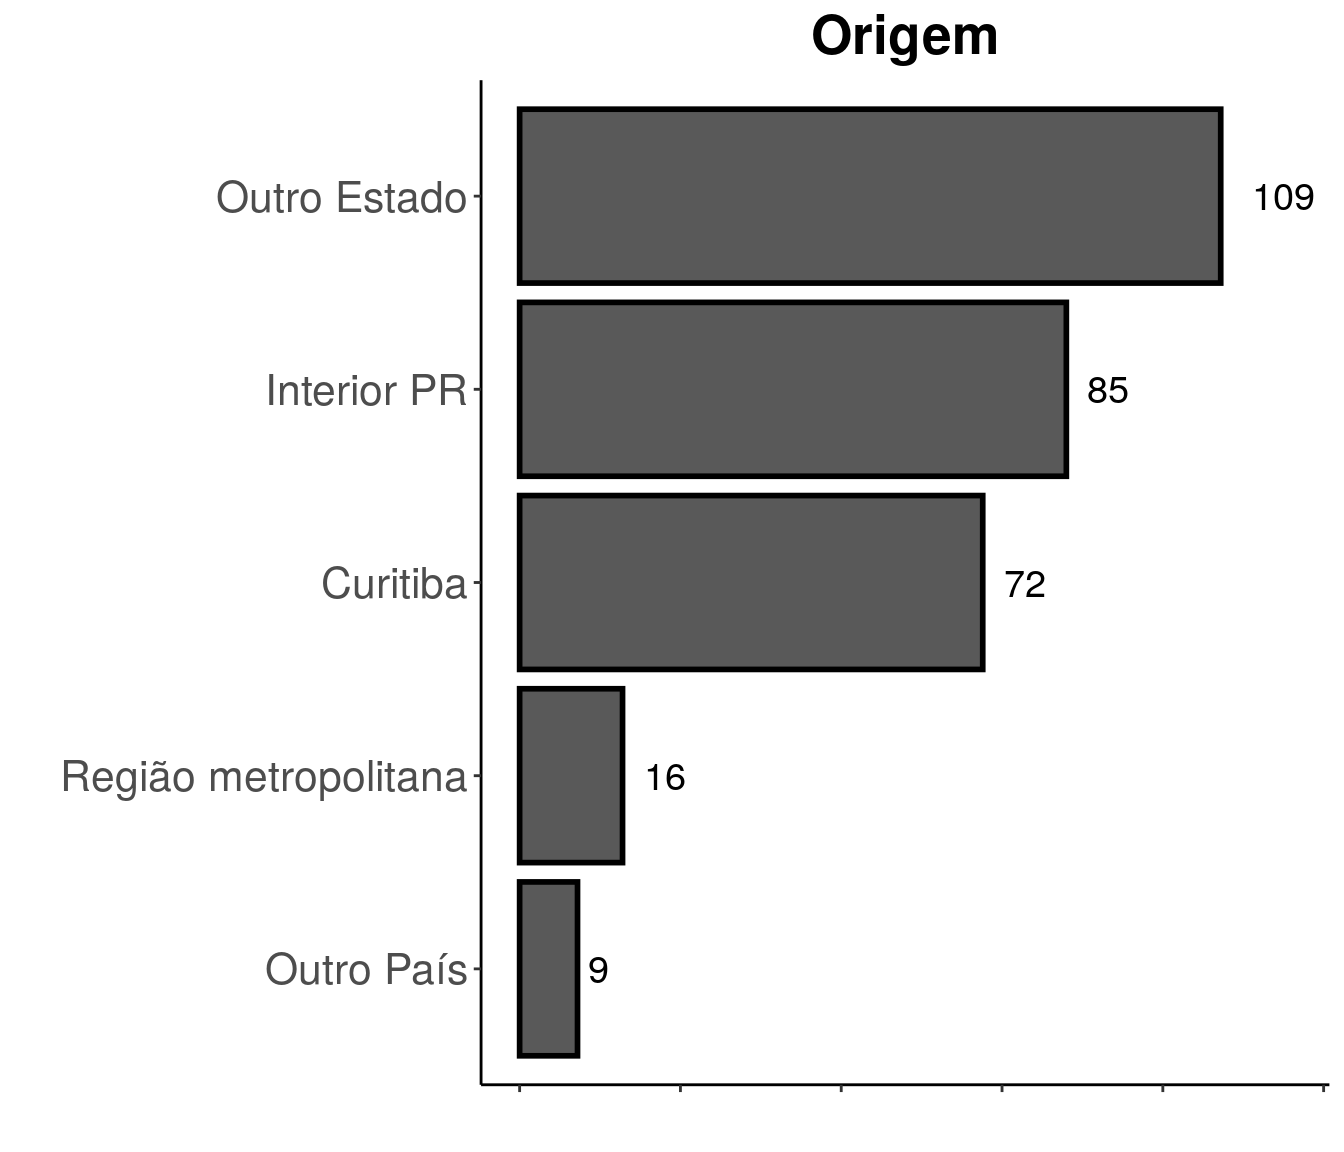 Origem
Outro Estado
109
Interior PR
85
Curitiba
72
Região metropolitana
16
Outro País
9